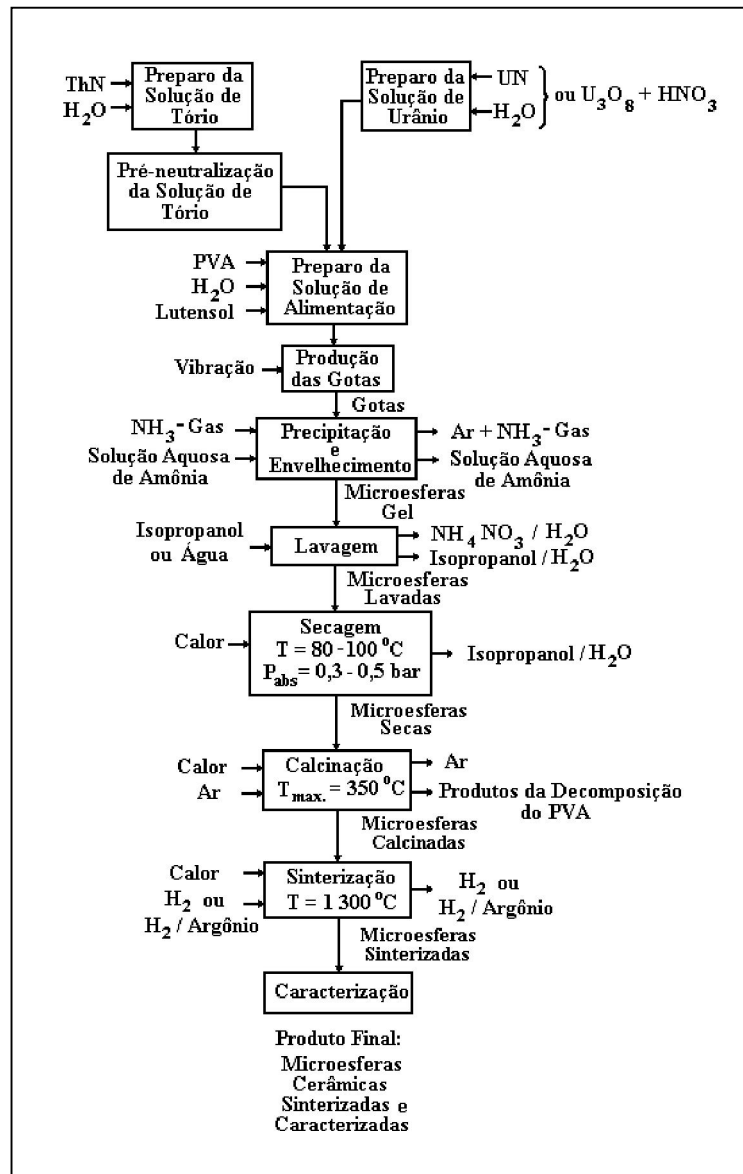 ThN
H₂O
Preparo da
Solução de
Tório
Preparo da
Solução de
Urânio
UN
H₂O
ou U₃O₈ + HNO₃
Pré-neutralização
da Solução de
Tório
PVA
H₂O
Lutensol
Preparo da
Solução de
Alimentação
Vibração
Produção
das Gotas
Gotas
NH₃-Gas
Solução Aquosa
de Amônia
Precipitação
e
Envelhecimento
Ar + NH₃-Gas
Solução Aquosa
de Amônia
Microesferas
Gel
Isopropanol
ou Água
Lavagem
NH₄ NO₃ / H₂O
Isopropanol / H₂O
Microesferas
Lavadas
Calor
Secagem
T = 80 - 100 °C
Pabs = 0,3 - 0,5 bar
Isopropanol / H₂O
Microesferas
Secas
Calor
Ar
Calcinação
Tmax. = 350 °C
Ar
Produtos da Decomposição
do PVA
Microesferas
Calcinadas
Calor
H₂ ou
H₂ / Argônio
Sinterização
T = 1 300 °C
H₂ ou
H₂ / Argônio
Microesferas
Sinterizadas
Caracterização
Produto Final:
Microesferas
Cerâmicas
Sinterizadas e
Caracterizadas